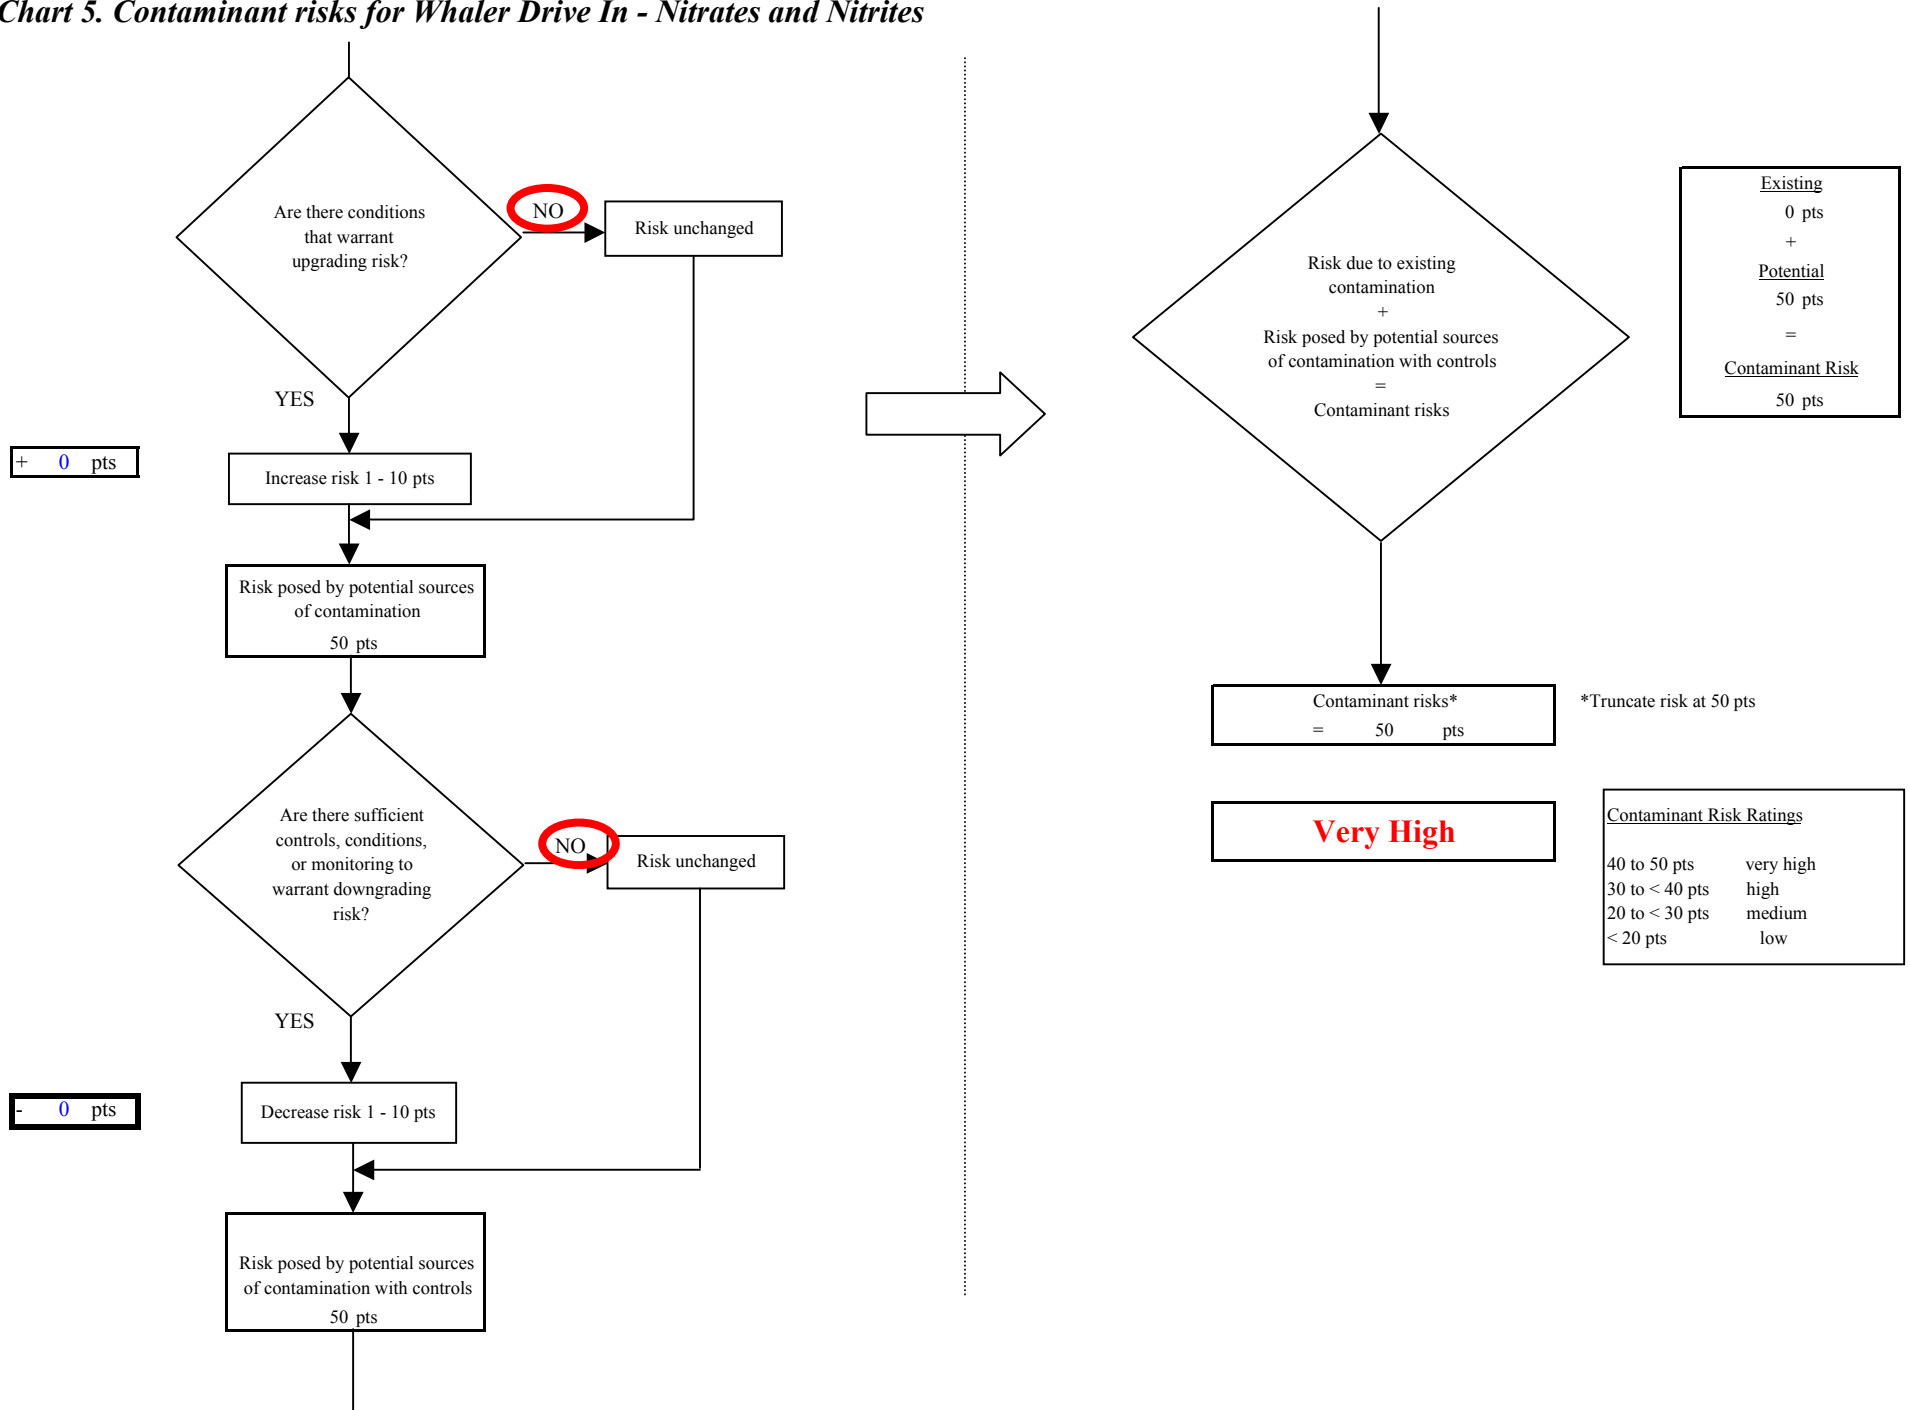 Chart 5. Contaminant risks for Whaler Drive In - Nitrates and Nitrites
Are there conditions
that warrant
upgrading risk?
NO
Risk unchanged
YES
+ 0 pts
Increase risk 1 - 10 pts
Risk posed by potential sources
of contamination
50 pts
Are there sufficient
controls, conditions,
or monitoring to
warrant downgrading
risk?
NO
Risk unchanged
YES
- 0 pts
Decrease risk 1 - 10 pts
Risk posed by potential sources
of contamination with controls
50 pts
Risk due to existing
contamination
+
Risk posed by potential sources
of contamination with controls
=
Contaminant risks
Existing
0 pts
+
Potential
50 pts
=
Contaminant Risk
50 pts
Contaminant risks*
= 50 pts
*Truncate risk at 50 pts
Very High
Contaminant Risk Ratings
40 to 50 pts very high
30 to < 40 pts high
20 to < 30 pts medium
< 20 pts low